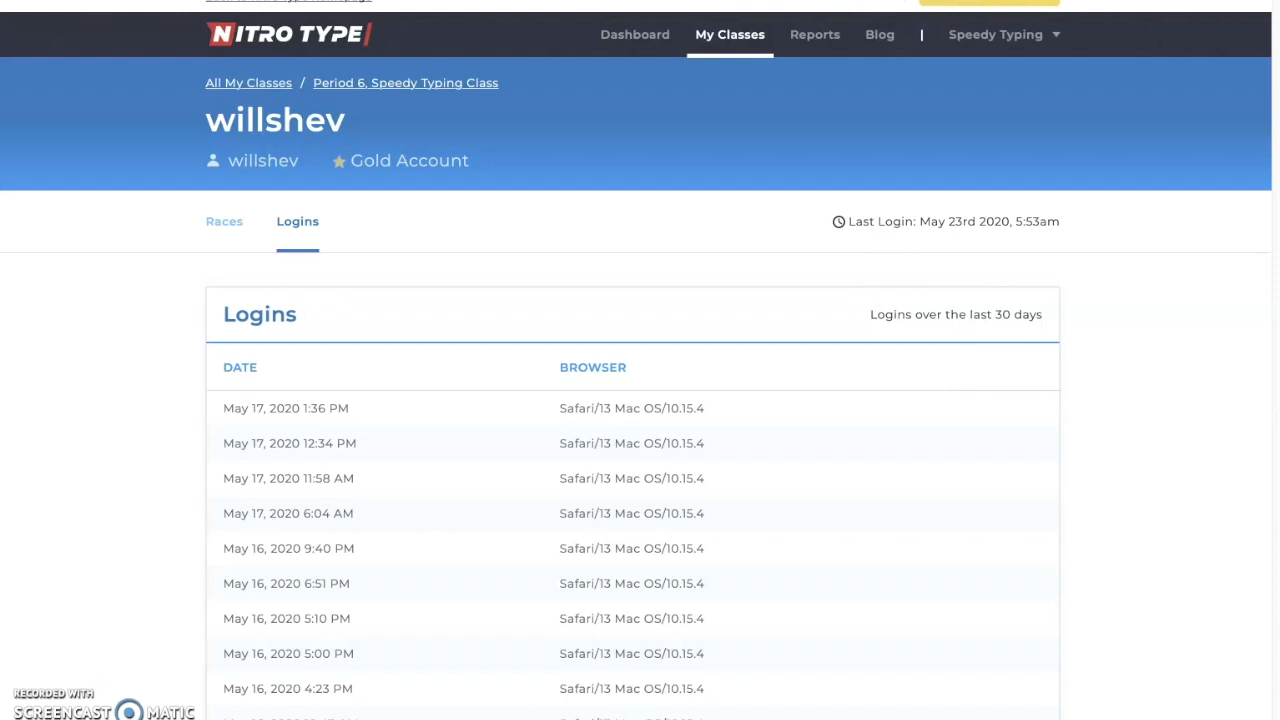 NITRO TYPE
Dashboard My Classes Reports Blog | Speedy Typing
All My Classes / Period 6, Speedy Typing Class
willshev
willshev Gold Account
Races Logins Last Login: May 23rd 2020, 5:53am
Logins Logins over the last 30 days
DATE BROWSER
May 17, 2020 1:36 PM Safari/13 Mac OS/10.15.4
May 17, 2020 12:34 PM Safari/13 Mac OS/10.15.4
May 17, 2020 11:58 AM Safari/13 Mac OS/10.15.4
May 17, 2020 6:04 AM Safari/13 Mac OS/10.15.4
May 16, 2020 9:40 PM Safari/13 Mac OS/10.15.4
May 16, 2020 6:51 PM Safari/13 Mac OS/10.15.4
May 16, 2020 5:10 PM Safari/13 Mac OS/10.15.4
May 16, 2020 5:00 PM Safari/13 Mac OS/10.15.4
May 16, 2020 4:23 PM Safari/13 Mac OS/10.15.4
RECORDED WITH
SCREENCAST MATIC